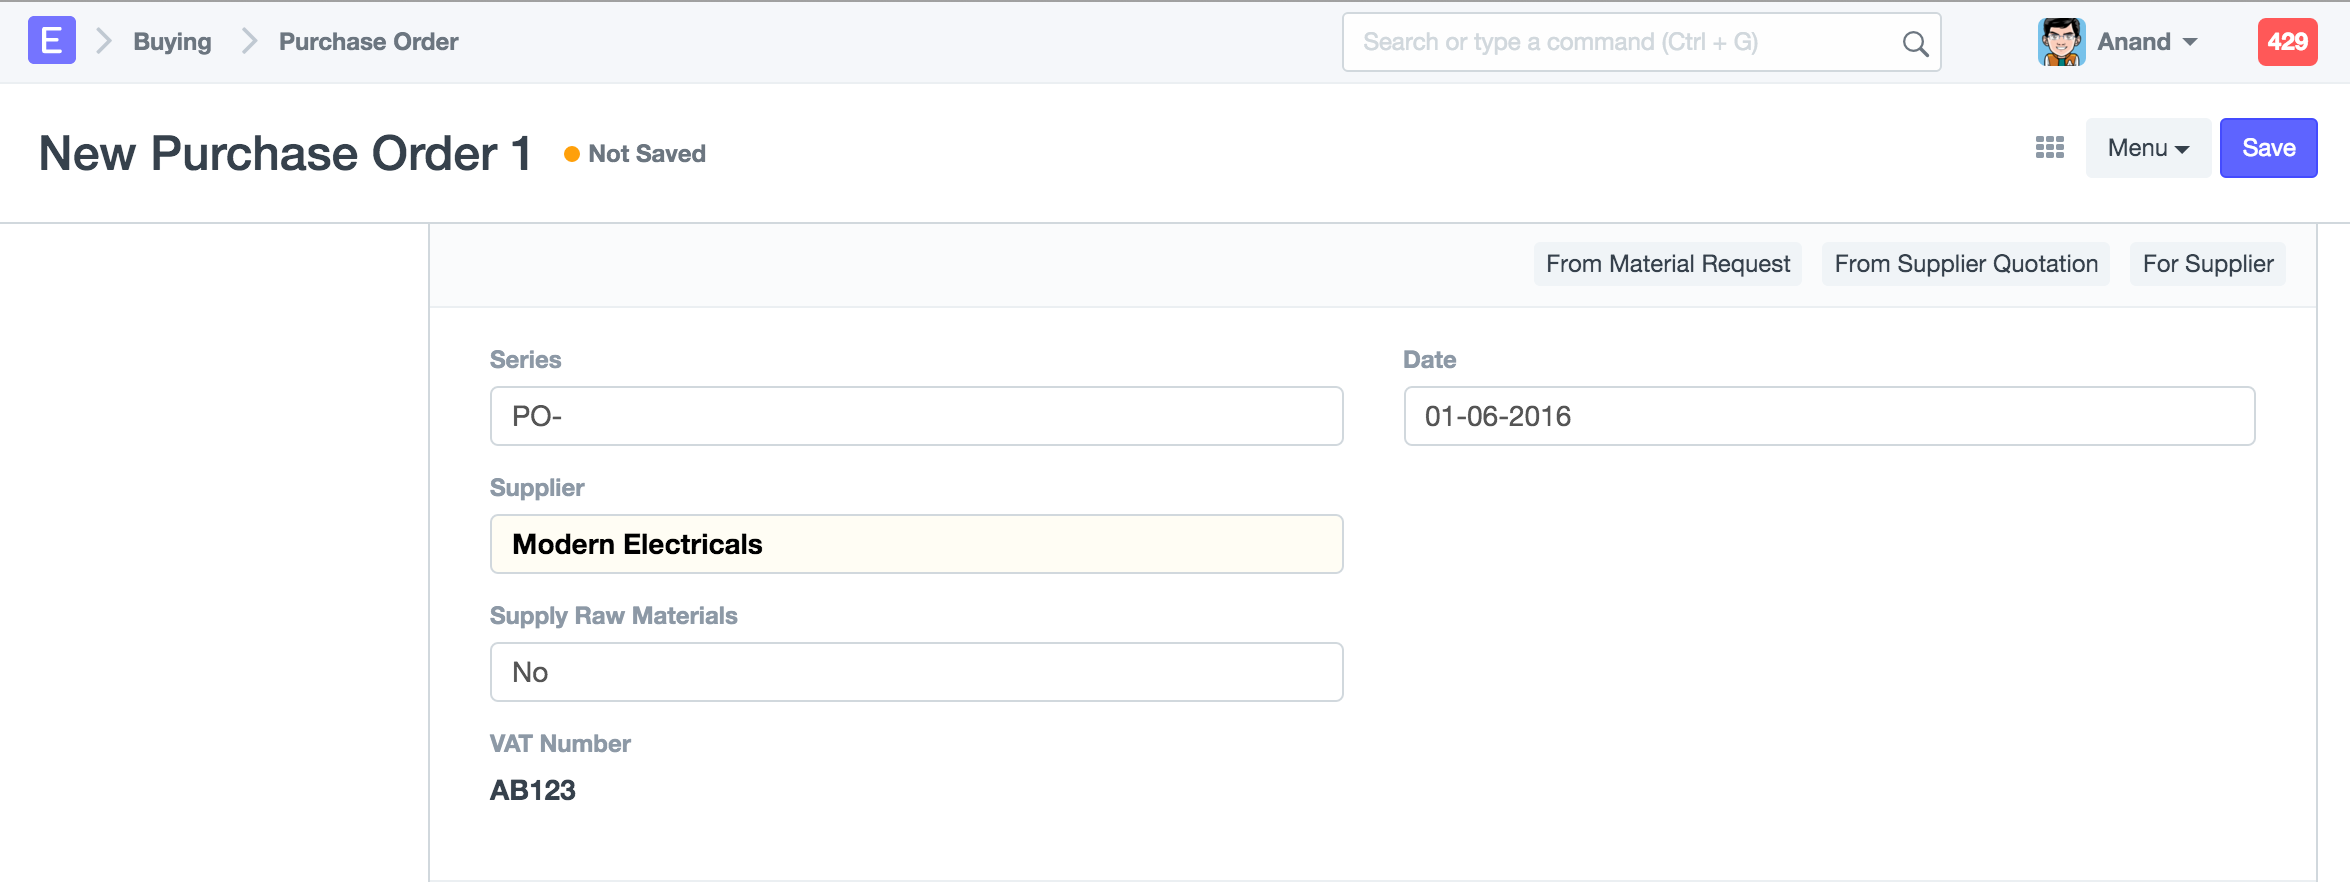 E Buying Purchase Order Search or type a command (Ctrl + G) Anand 429
New Purchase Order 1 Not Saved Menu Save
From Material Request From Supplier Quotation For Supplier
Series Date
PO- 01-06-2016
Supplier
Modern Electricals
Supply Raw Materials
No
VAT Number
AB123